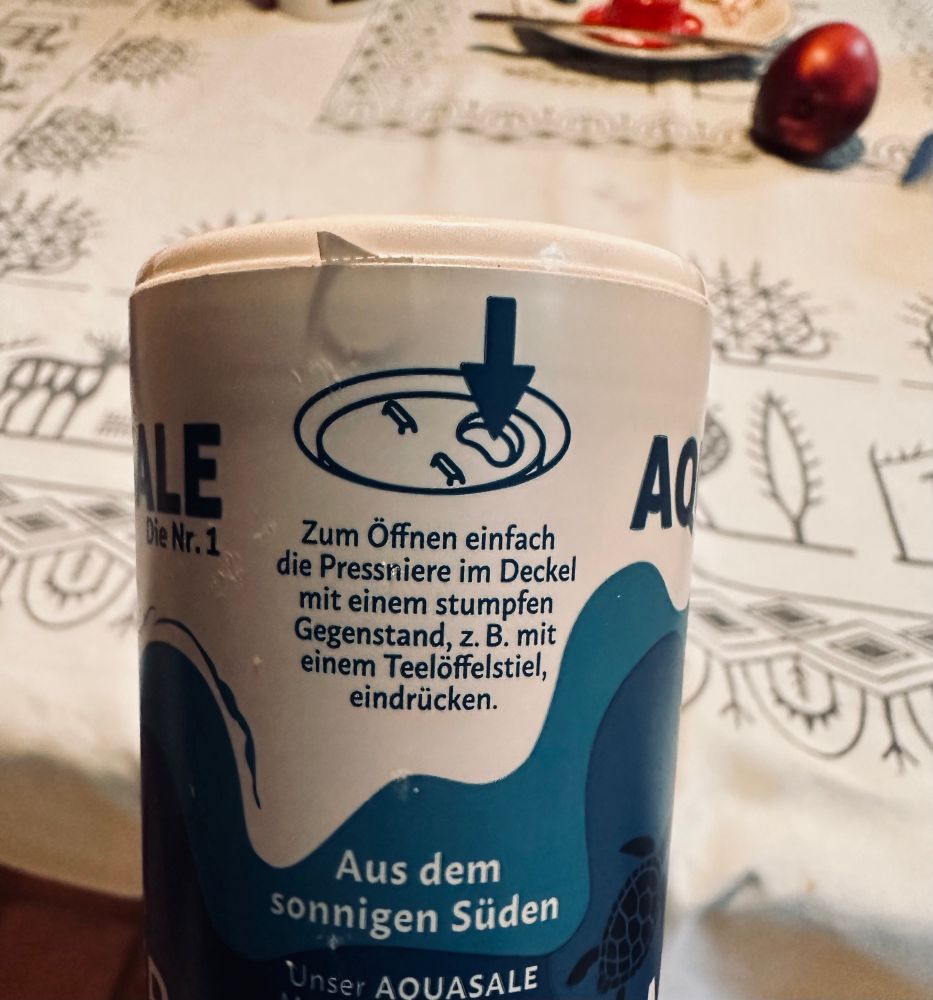 ALE
Die Nr. 1
AQ
Zum Öffnen einfach
die Pressniere im Deckel
mit einem stumpfen
Gegenstand, z. B. mit
einem Teelöffelstiel,
eindrücken.
Aus dem
sonnigen Süden
Unser AQUASALE